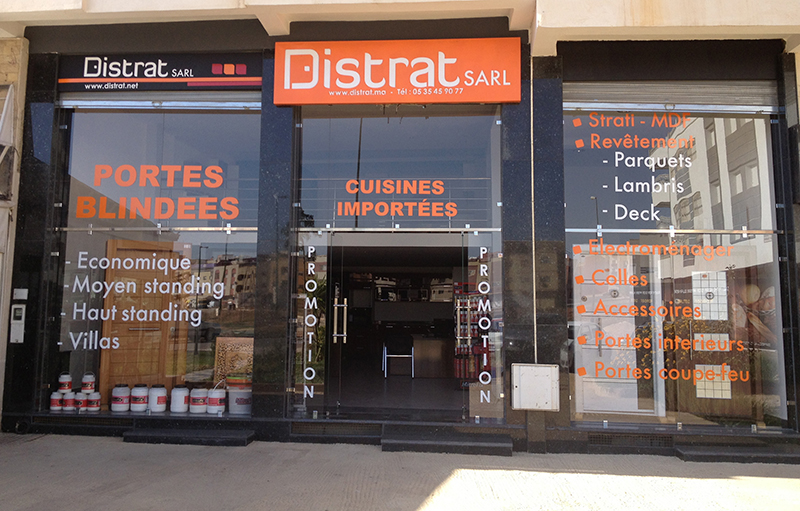 Distrat SARL
www.distrat.net
Distrat SARL
www.distrat.ma - Tél : 05 35 45 90 77
PORTES
BLINDEES
- Economique
- Moyen standing
- Haut standing
- Villas
CUISINES
IMPORTÉES
PROMOTION
PROMOTION
Strati - MDF
Revêtement
- Parquets
- Lambris
- Deck
Electroménager
Colles
Accessoires
Portes interieurs
Portes coupe-feu